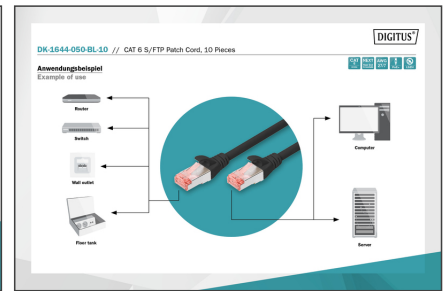 DIGITUS®
DK-1644-050-BL-10 // CAT 6 S/FTP Patch Cord, 10 Pieces
Anwendungsbeispiel
Example of use
Router
Switch
Wall outlet
Floor tank
Computer
Server